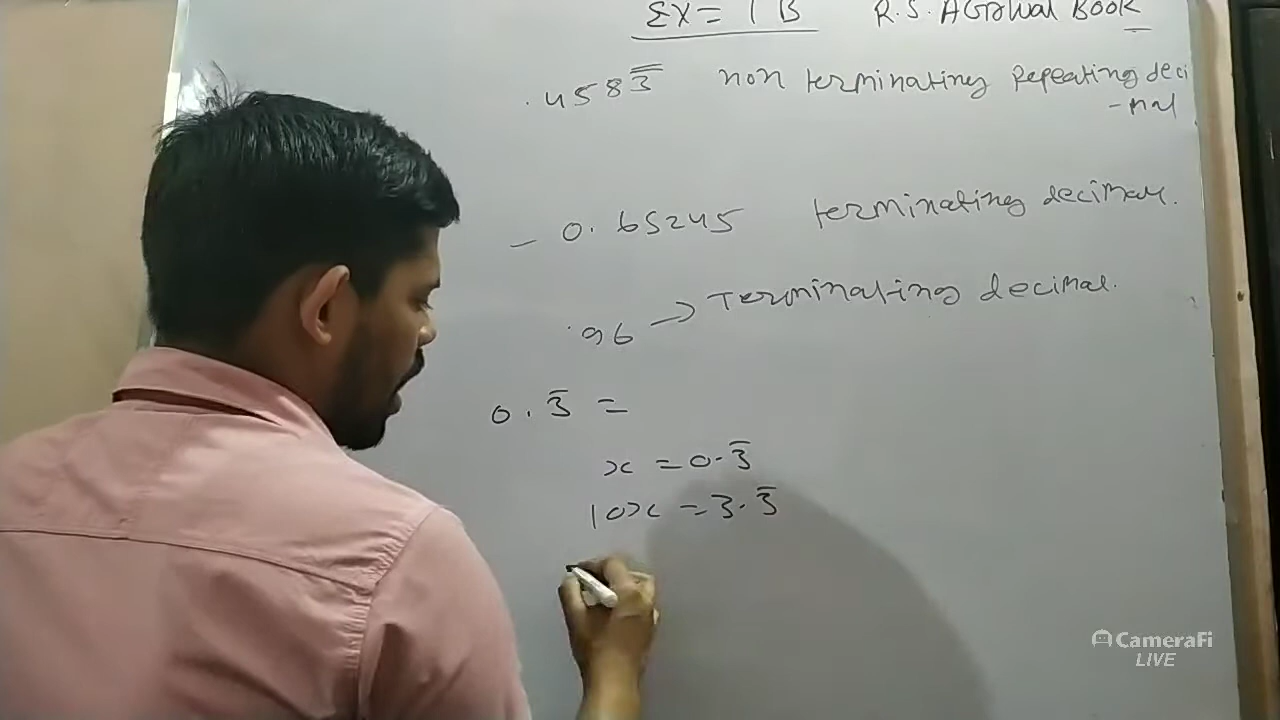 EX = 1B R.S. AGrawal Book
.4583̅ non terminating Repeating deci
-mal
- 0.65245 terminating decimal.
.96 → Terminating decimal.
0.3̅ =
x = 0.3̅
10x = 3.3̅
CameraFi
LIVE